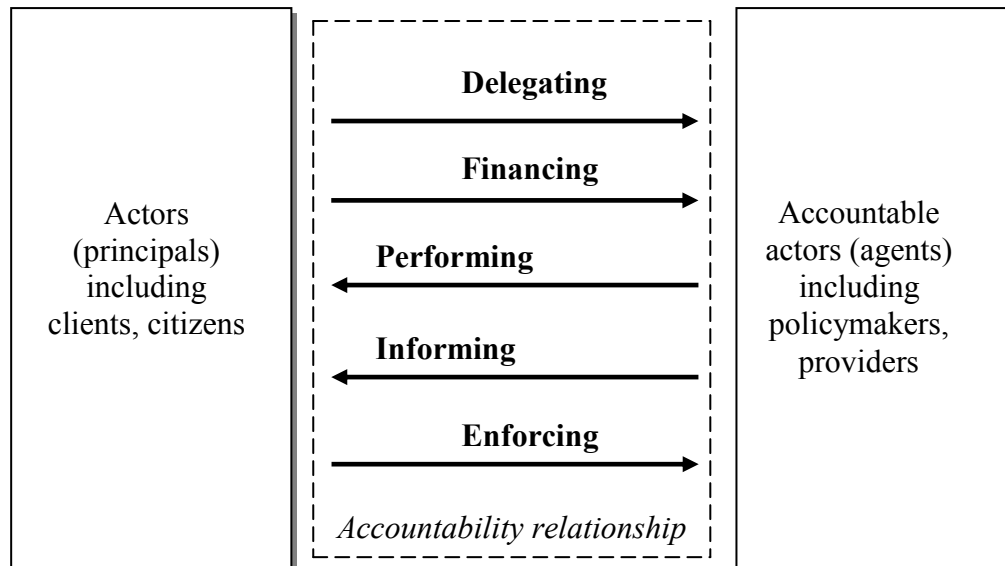 Actors
(principals)
including
clients, citizens
Delegating
Financing
Performing
Informing
Enforcing
Accountability relationship
Accountable
actors (agents)
including
policymakers,
providers